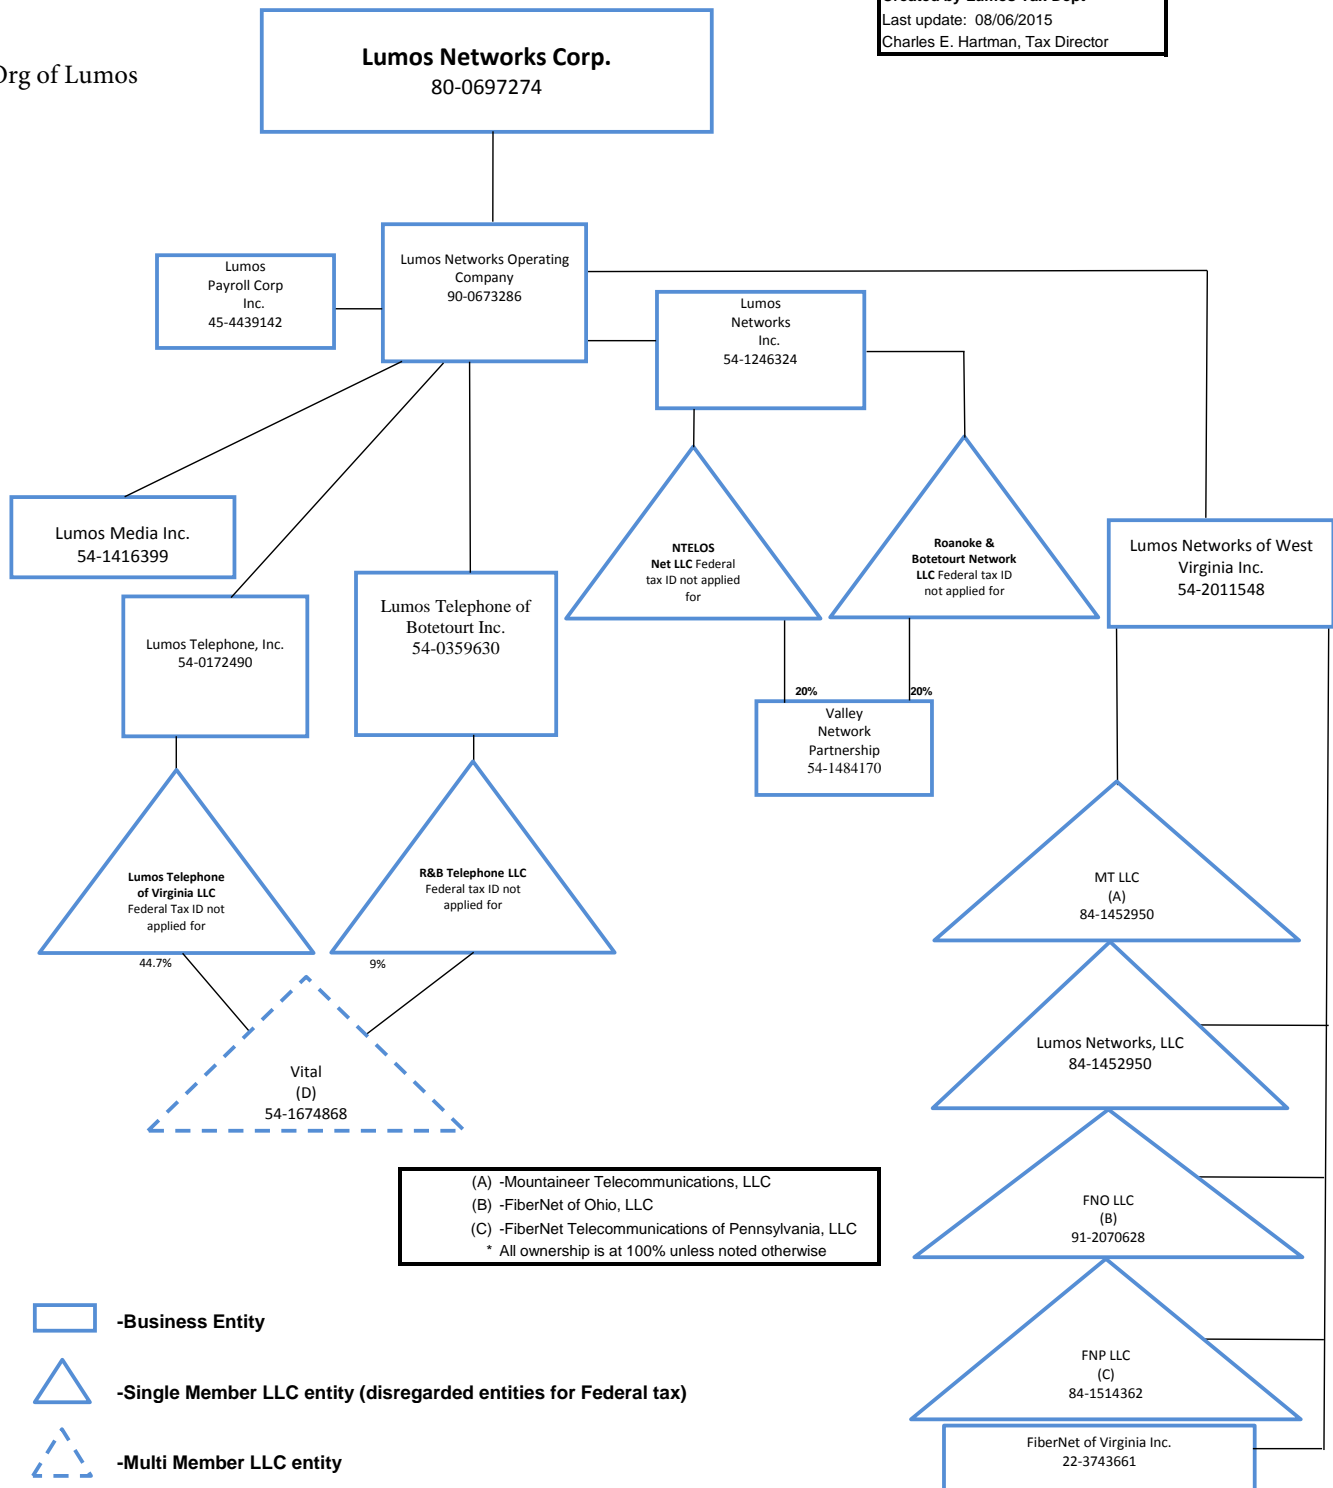 Created by Lumos Tax Dept
Last update: 08/06/2015
Charles E. Hartman, Tax Director
Org of Lumos
Lumos Networks Corp.
80-0697274
Lumos Networks Operating
Company
90-0673286
Lumos
Payroll Corp
Inc.
45-4439142
Lumos
Networks
Inc.
54-1246324
Lumos Media Inc.
54-1416399
NTELOS
Net LLC Federal
tax ID not applied
for
Roanoke &
Botetourt Network
LLC Federal tax ID
not applied for
Lumos Networks of West
Virginia Inc.
54-2011548
Lumos Telephone, Inc.
54-0172490
Lumos Telephone of
Botetourt Inc.
54-0359630
20%
20%
Valley
Network
Partnership
54-1484170
Lumos Telephone
of Virginia LLC
Federal Tax ID not
applied for
R&B Telephone LLC
Federal tax ID not
applied for
MT LLC
(A)
84-1452950
44.7%
9%
Lumos Networks, LLC
84-1452950
Vital
(D)
54-1674868
FNO LLC
(B)
91-2070628
(A) -Mountaineer Telecommunications, LLC
(B) -FiberNet of Ohio, LLC
(C) -FiberNet Telecommunications of Pennsylvania, LLC
* All ownership is at 100% unless noted otherwise
FNP LLC
(C)
84-1514362
FiberNet of Virginia Inc.
22-3743661
-Business Entity
-Single Member LLC entity (disregarded entities for Federal tax)
-Multi Member LLC entity